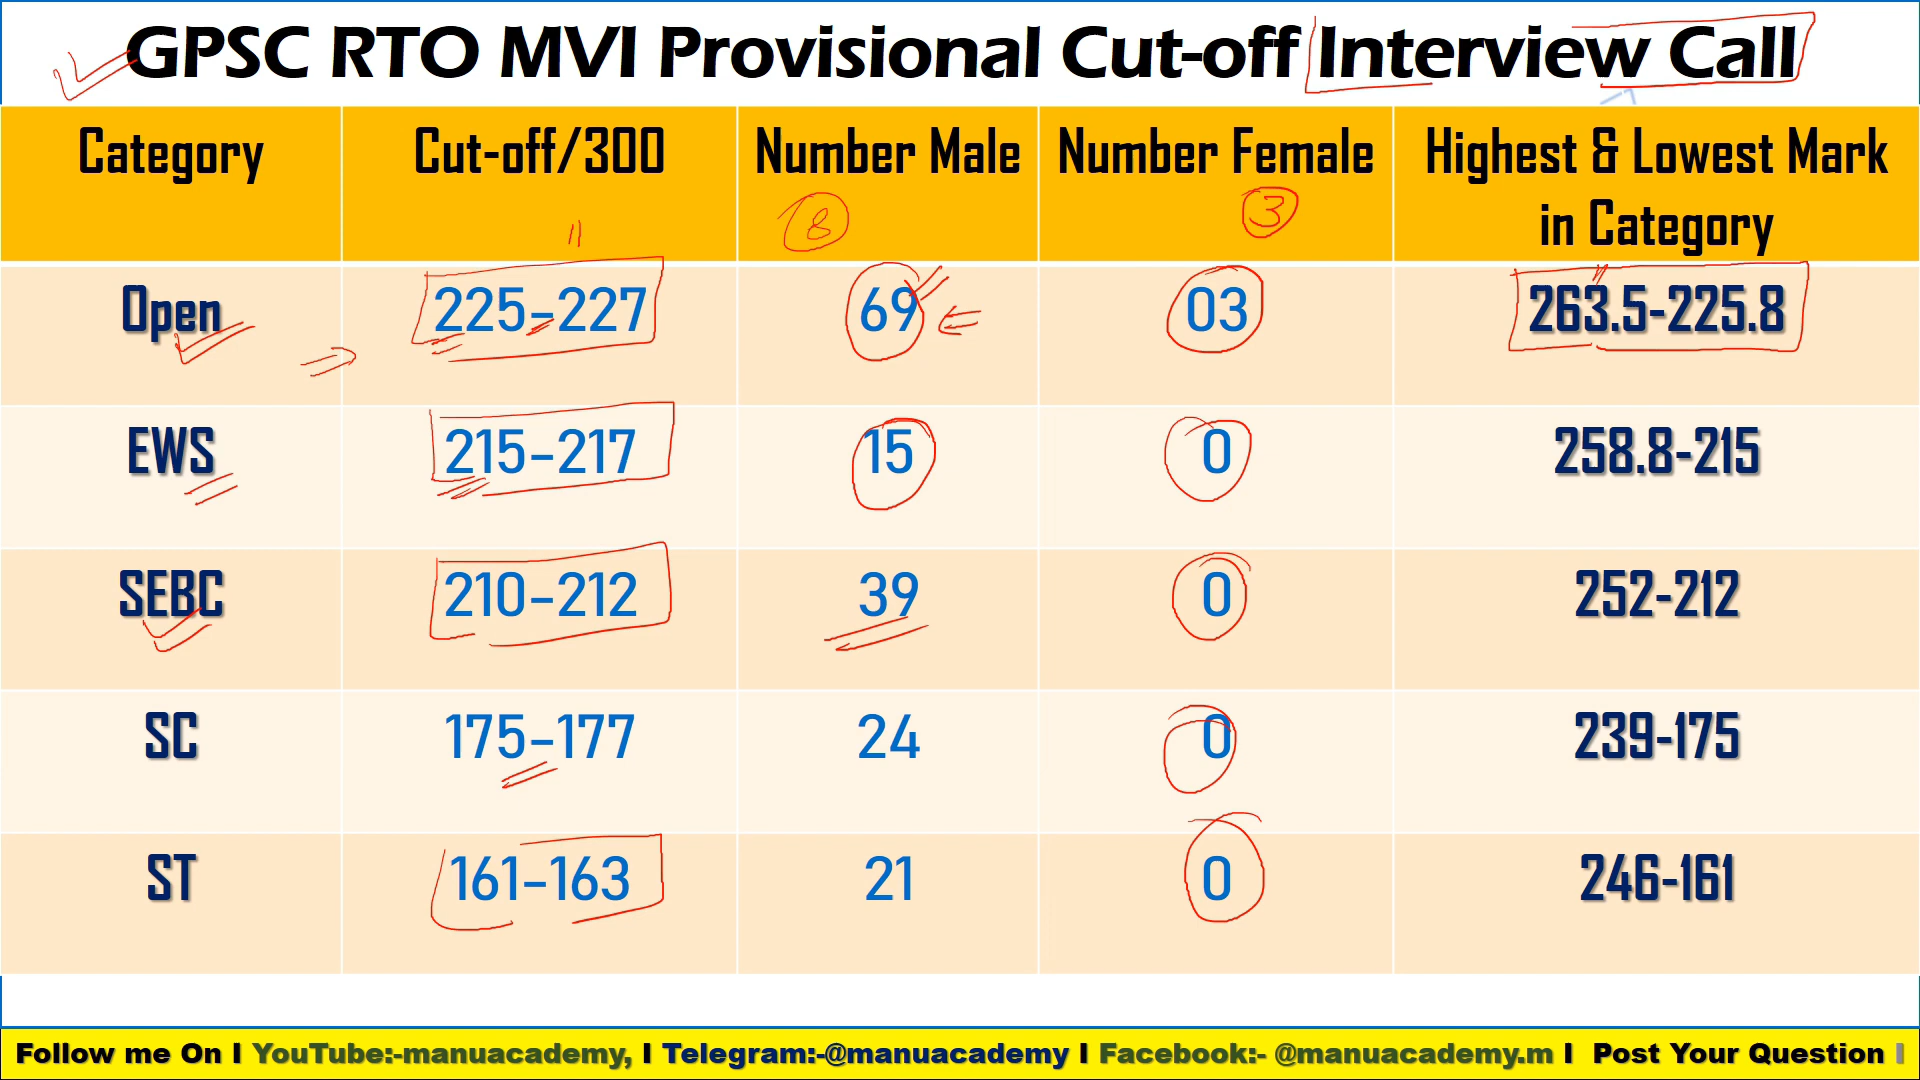 GPSC RTO MVI Provisional Cut-off Interview Call
Category Cut-off/300 Number Male Number Female Highest & Lowest Mark in Category
8 3
Open 225-227 69 03 263.5-225.8
EWS 215-217 15 0 258.8-215
SEBC 210-212 39 0 252-212
SC 175-177 24 0 239-175
ST 161-163 21 0 246-161
Follow me On I YouTube:-manuacademy, I Telegram:-@manuacademy I Facebook:- @manuacademy.m I Post Your Question I